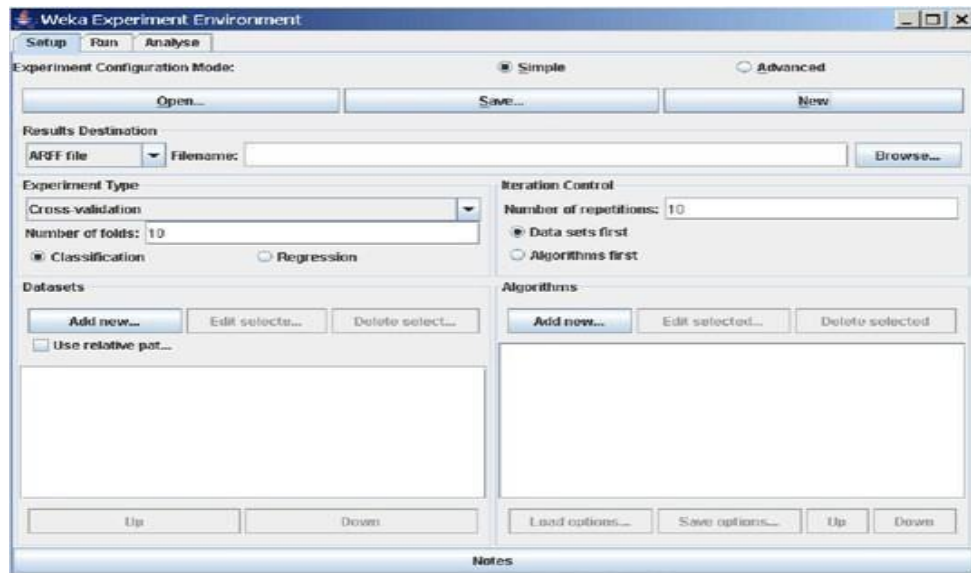 Weka Experiment Environment
Setup Run Analyse
Experiment Configuration Mode: Simple Advanced
Open... Save... New
Results Destination
ARFF file Filename: Browse...
Experiment Type
Cross-validation
Number of folds: 10
Classification Regression
Iteration Control
Number of repetitions: 10
Data sets first
Algorithms first
Datasets
Add new... Edit selecte... Delete select...
Use relative pat...
Up Down
Algorithms
Add new... Edit selected... Delete selected
Load options... Save options... Up Down
Notes